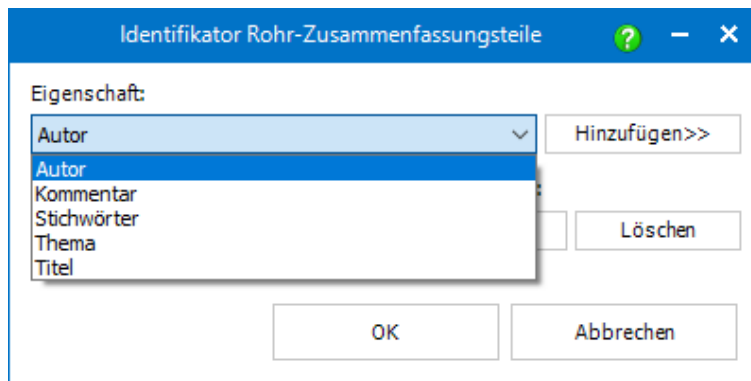 Identifikator Rohr-Zusammenfassungsteile
Eigenschaft:
Autor
Hinzufügen>>
Autor
Kommentar
Stichwörter
Thema
Titel
Löschen
OK
Abbrechen